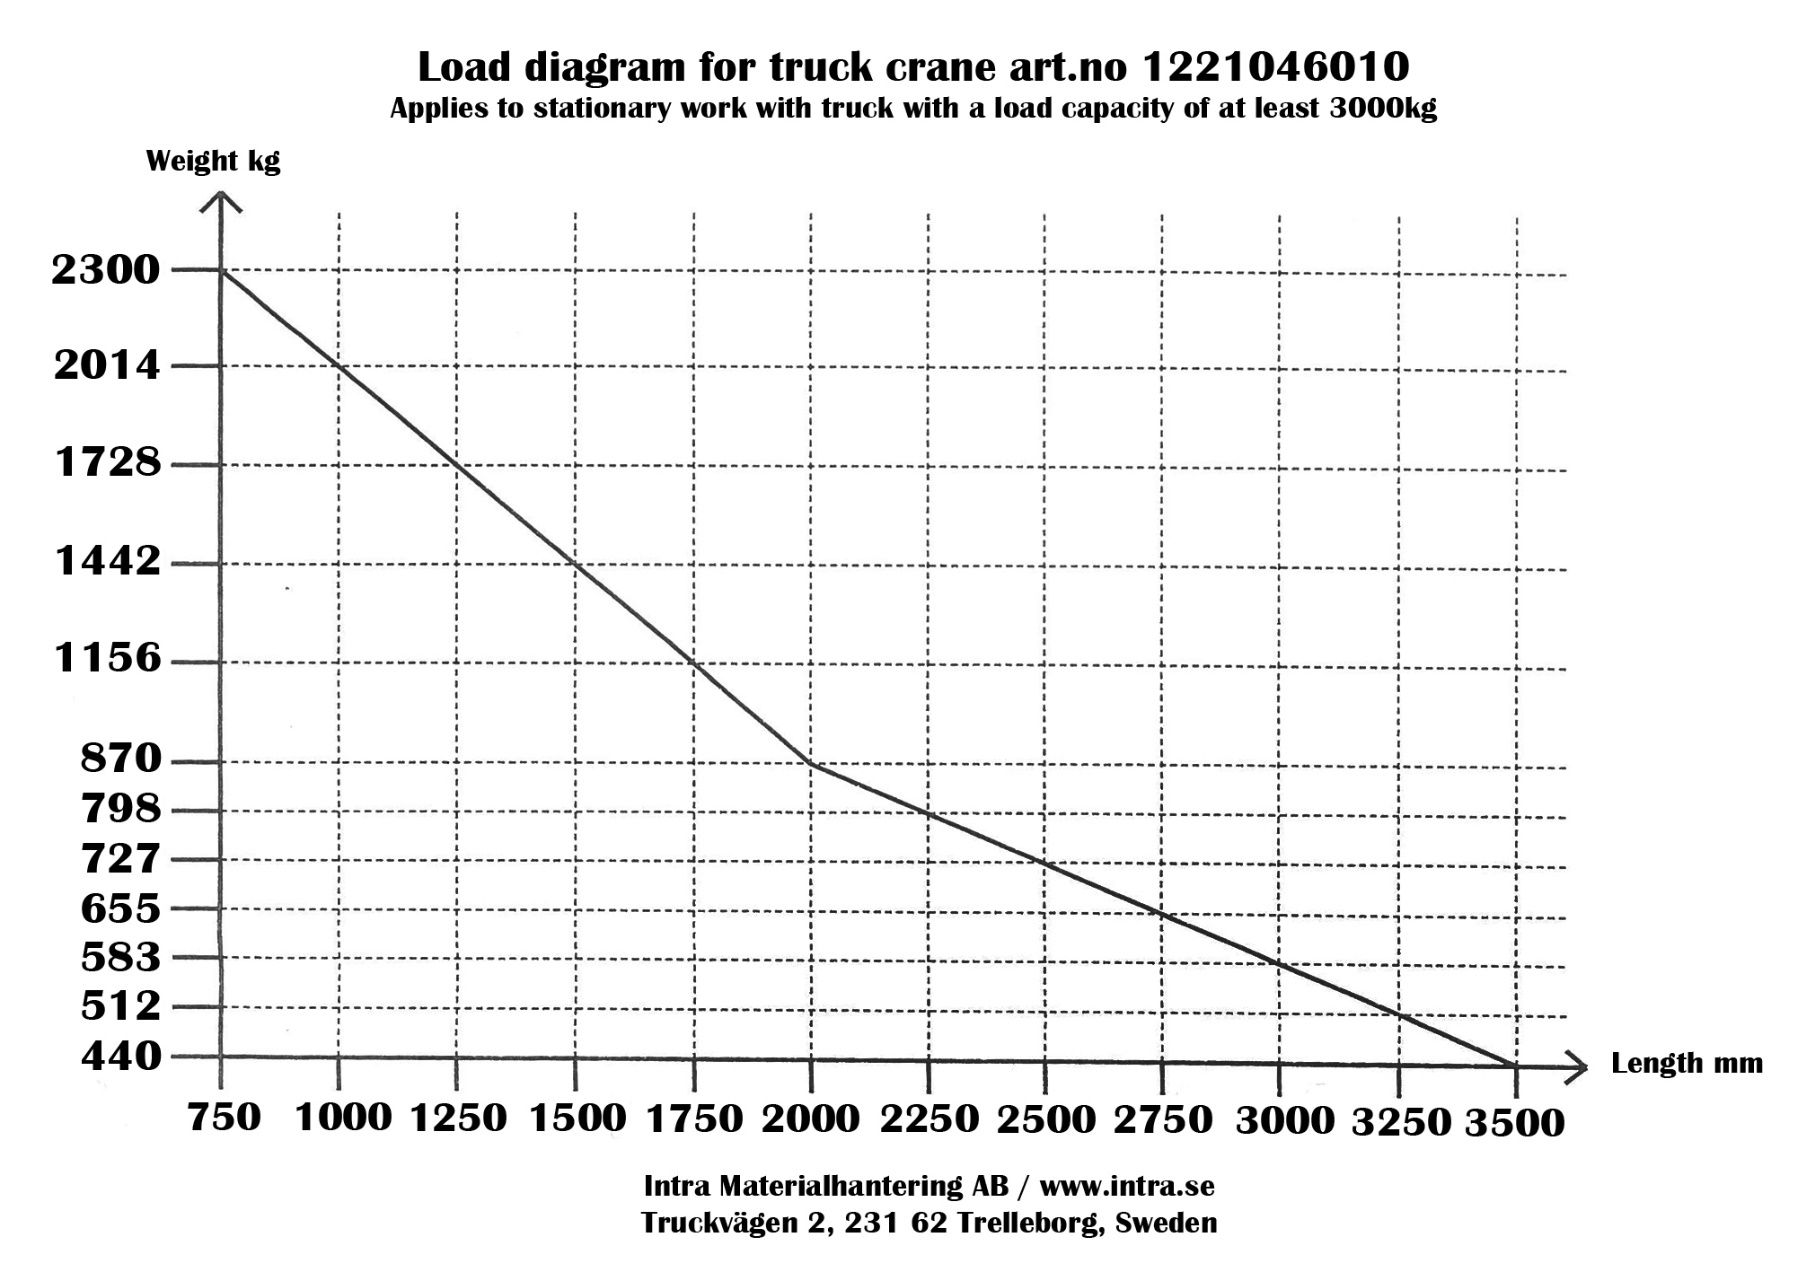 Load diagram for truck crane art.no 1221046010
Applies to stationary work with truck with a load capacity of at least 3000kg
Weight kg
2300
2014
1728
1442
1156
870
798
727
655
583
512
440
Length mm
750 1000 1250 1500 1750 2000 2250 2500 2750 3000 3250 3500
Intra Materialhantering AB / www.intra.se
Truckvägen 2, 231 62 Trelleborg, Sweden